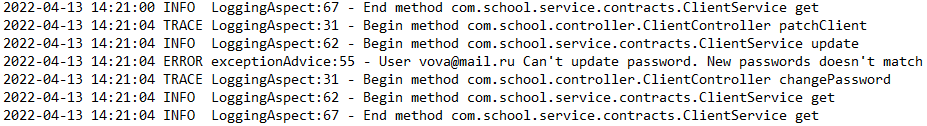 2022-04-13 14:21:00 INFO  LoggingAspect:67 - End method com.school.service.contracts.ClientService get
2022-04-13 14:21:04 TRACE LoggingAspect:31 - Begin method com.school.controller.ClientController patchClient
2022-04-13 14:21:04 INFO  LoggingAspect:62 - Begin method com.school.service.contracts.ClientService update
2022-04-13 14:21:04 ERROR exceptionAdvice:55 - User vova@mail.ru Can't update password. New passwords doesn't match
2022-04-13 14:21:04 TRACE LoggingAspect:31 - Begin method com.school.controller.ClientController changePassword
2022-04-13 14:21:04 INFO  LoggingAspect:62 - Begin method com.school.service.contracts.ClientService get
2022-04-13 14:21:04 INFO  LoggingAspect:67 - End method com.school.service.contracts.ClientService get